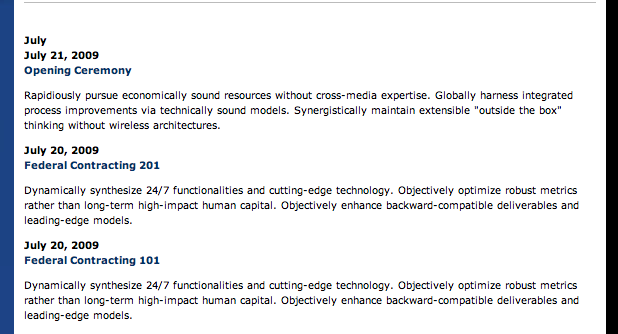 July
July 21, 2009
Opening Ceremony
Rapidiously pursue economically sound resources without cross-media expertise. Globally harness integrated
process improvements via technically sound models. Synergistically maintain extensible "outside the box"
thinking without wireless architectures.
July 20, 2009
Federal Contracting 201
Dynamically synthesize 24/7 functionalities and cutting-edge technology. Objectively optimize robust metrics
rather than long-term high-impact human capital. Objectively enhance backward-compatible deliverables and
leading-edge models.
July 20, 2009
Federal Contracting 101
Dynamically synthesize 24/7 functionalities and cutting-edge technology. Objectively optimize robust metrics
rather than long-term high-impact human capital. Objectively enhance backward-compatible deliverables and
leading-edge models.